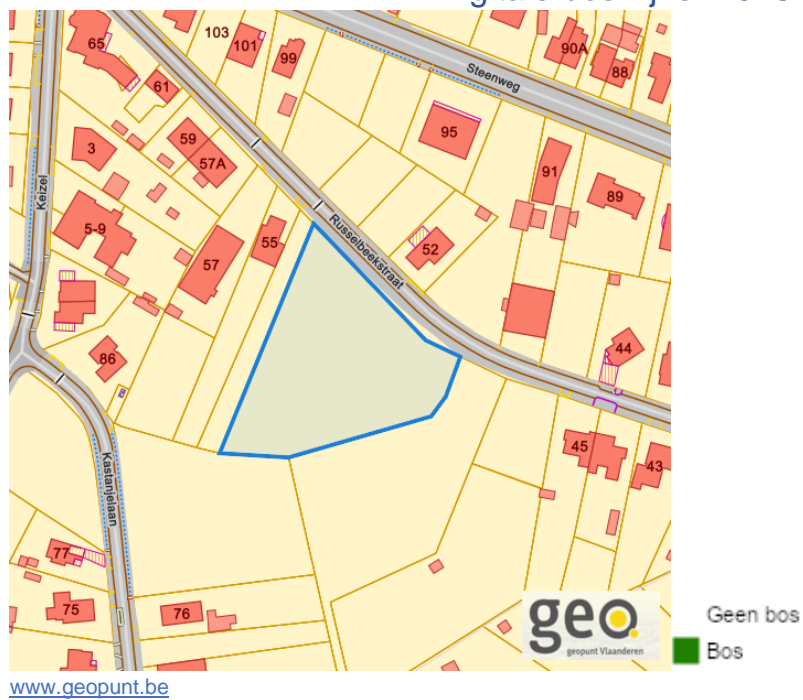 103
65
101
99
90A
88
Steenweg
61
59
57A
95
3
91
89
Keizel
5-9
55
Russelbeekstraat
52
57
86
44
45
43
Kastanjelaan
77
75
76
geo
geopunt Vlaanderen
Geen bos
Bos
www.geopunt.be